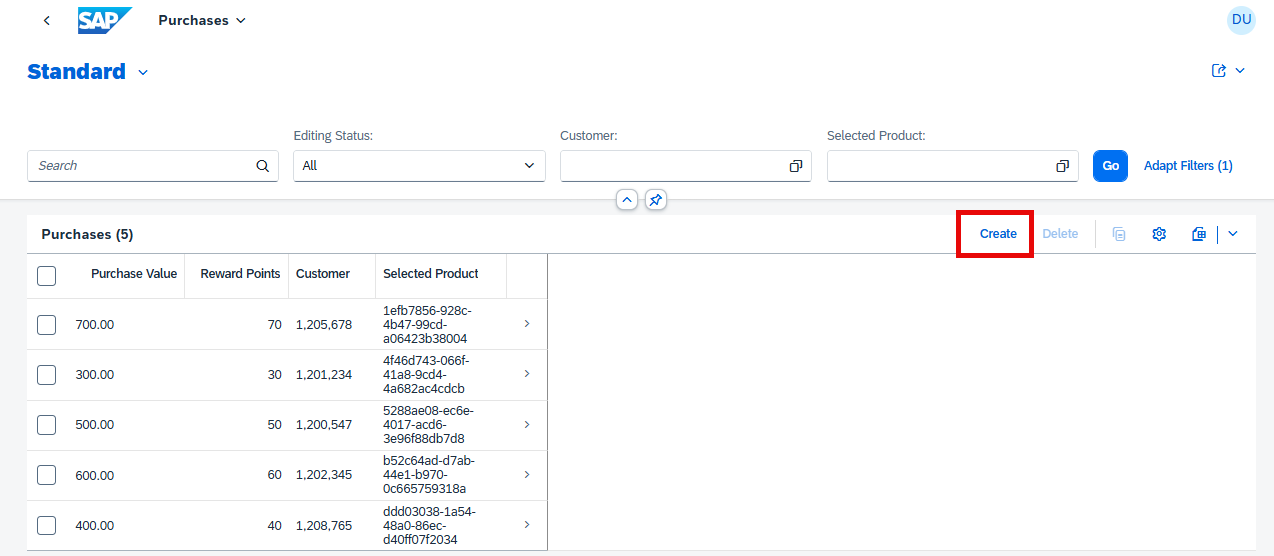 SAP Purchases DU
Standard
Editing Status: Customer: Selected Product:
Search All Go Adapt Filters (1)
Purchases (5) Create Delete
Purchase Value Reward Points Customer Selected Product
700.00 70 1,205,678 1efb7856-928c-
4b47-99cd-
a06423b38004
300.00 30 1,201,234 4f46d743-066f-
41a8-9cd4-
4a682ac4cdcb
500.00 50 1,200,547 5288ae08-ec6e-
4017-acd6-
3e96f88db7d8
600.00 60 1,202,345 b52c64ad-d7ab-
44e1-b970-
0c665759318a
400.00 40 1,208,765 ddd03038-1a54-
48a0-86ec-
d40ff07f2034